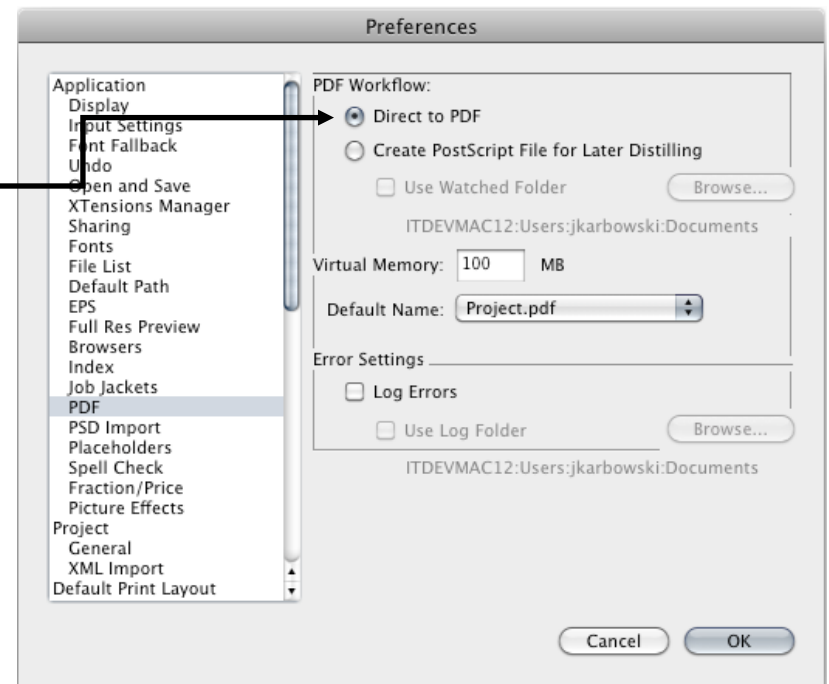 Preferences
Application
Display
Input Settings
Font Fallback
Undo
Open and Save
XTensions Manager
Sharing
Fonts
File List
Default Path
EPS
Full Res Preview
Browsers
Index
Job Jackets
PDF
PSD Import
Placeholders
Spell Check
Fraction/Price
Picture Effects
Project
General
XML Import
Default Print Layout
PDF Workflow:
Direct to PDF
Create PostScript File for Later Distilling
Use Watched Folder Browse...
ITDEVMAC12:Users:jkarbowski:Documents
Virtual Memory: 100 MB
Default Name: Project.pdf
Error Settings
Log Errors
Use Log Folder Browse...
ITDEVMAC12:Users:jkarbowski:Documents
Cancel OK